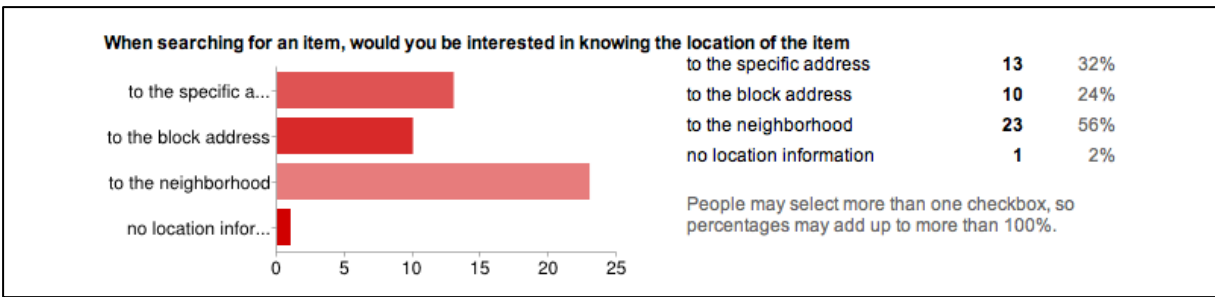 When searching for an item, would you be interested in knowing the location of the item
to the specific a...
to the block address
to the neighborhood
no location infor...
0 5 10 15 20 25
to the specific address 13 32%
to the block address 10 24%
to the neighborhood 23 56%
no location information 1 2%
People may select more than one checkbox, so
percentages may add up to more than 100%.